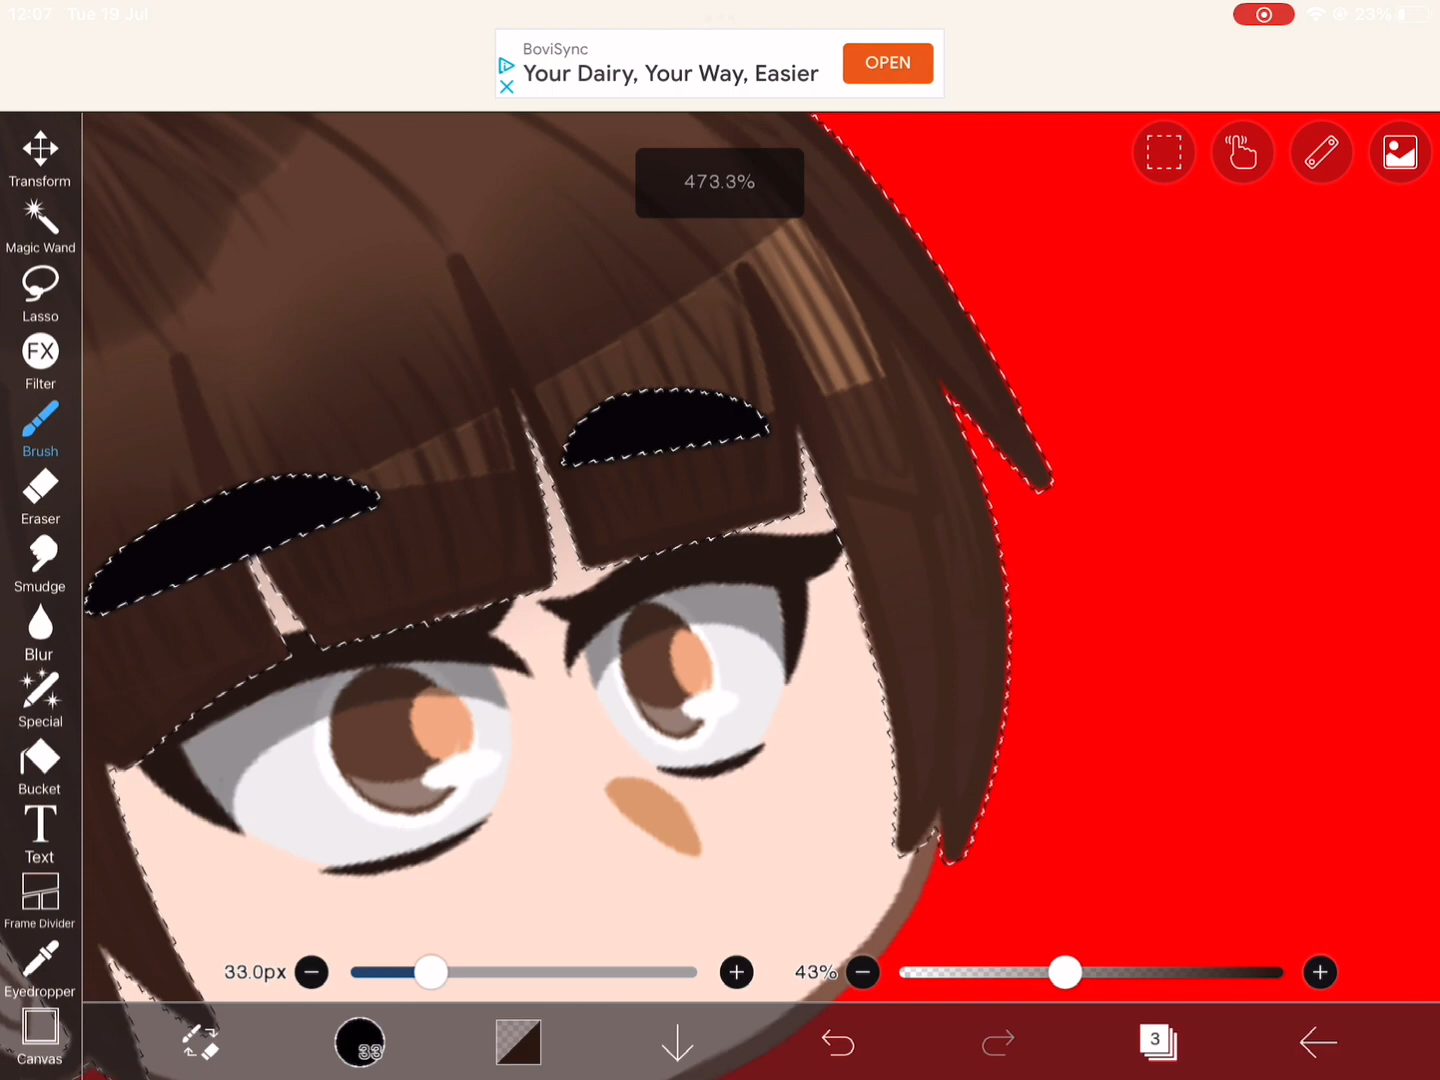 12:07 Tue 19 Jul
23%
BoviSync
Your Dairy, Your Way, Easier
OPEN
473.3%
Transform
Magic Wand
Lasso
FX
Filter
Brush
Eraser
Smudge
Blur
Special
Bucket
T
Text
Frame Divider
Eyedropper
Canvas
33.0px
43%
33
3